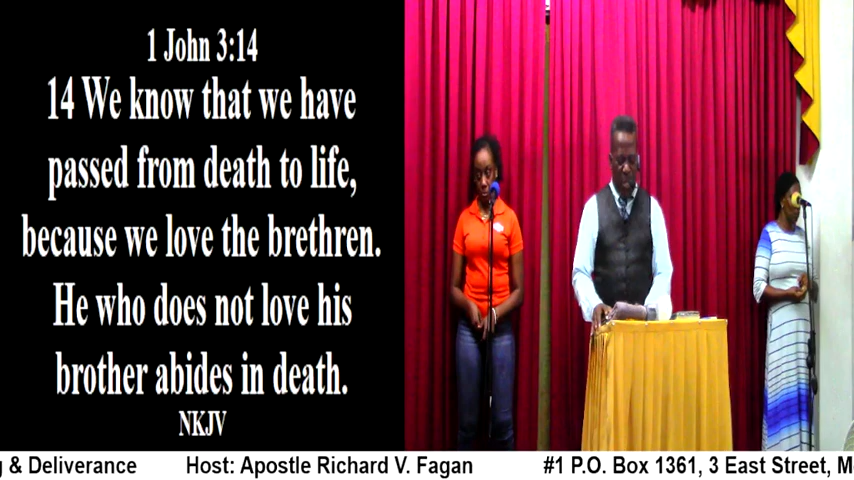 1 John 3:14
14 We know that we have
passed from death to life,
because we love the brethren.
He who does not love his
brother abides in death.
NKJV
& Deliverance Host: Apostle Richard V. Fagan #1 P.O. Box 1361, 3 East Street,